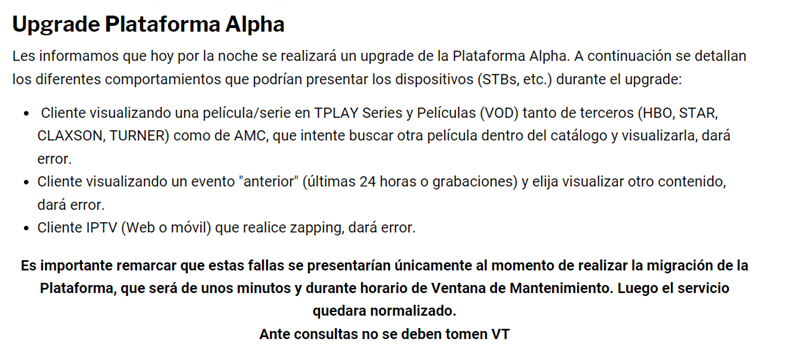 Upgrade Plataforma Alpha
Les informamos que hoy por la noche se realizará un upgrade de la Plataforma Alpha. A continuación se detallan
los diferentes comportamientos que podrían presentar los dispositivos (STBs, etc.) durante el upgrade:
• Cliente visualizando una película/serie en TPLAY Series y Películas (VOD) tanto de terceros (HBO, STAR,
CLAXSON, TURNER) como de AMC, que intente buscar otra película dentro del catálogo y visualizarla, dará
error.
• Cliente visualizando un evento "anterior" (últimas 24 horas o grabaciones) y elija visualizar otro contenido,
dará error.
• Cliente IPTV (Web o móvil) que realice zapping, dará error.
Es importante remarcar que estas fallas se presentarían únicamente al momento de realizar la migración de la
Plataforma, que será de unos minutos y durante horario de Ventana de Mantenimiento. Luego el servicio
quedara normalizado.
Ante consultas no se deben tomen VT